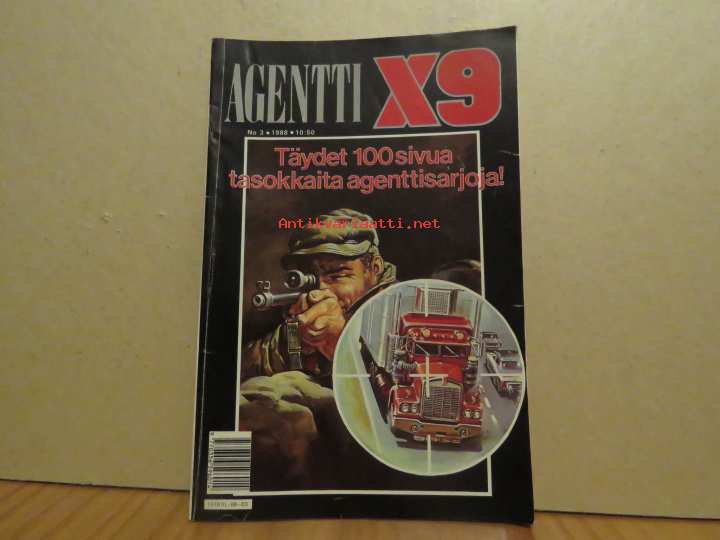 AGENTTI X9
No 3 • 1988 • 10:50
Täydet 100 sivua
tasokkaita agenttisarjoja!
Antikvariaatti.net